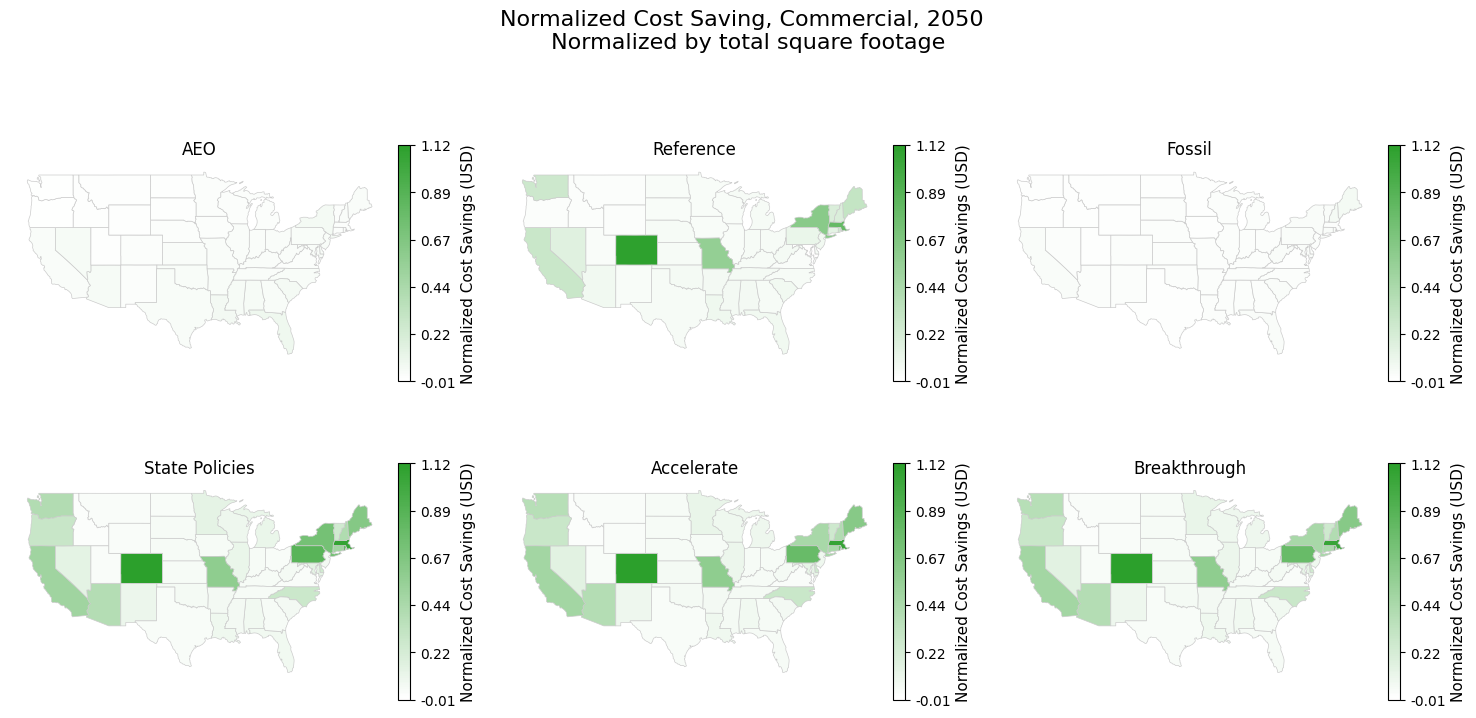 Normalized Cost Saving, Commercial, 2050
Normalized by total square footage
AEO
1.12
0.89
0.67
0.44
0.22
-0.01
Normalized Cost Savings (USD)
Reference
1.12
0.89
0.67
0.44
0.22
-0.01
Normalized Cost Savings (USD)
Fossil
1.12
0.89
0.67
0.44
0.22
-0.01
Normalized Cost Savings (USD)
State Policies
1.12
0.89
0.67
0.44
0.22
-0.01
Normalized Cost Savings (USD)
Accelerate
1.12
0.89
0.67
0.44
0.22
-0.01
Normalized Cost Savings (USD)
Breakthrough
1.12
0.89
0.67
0.44
0.22
-0.01
Normalized Cost Savings (USD)